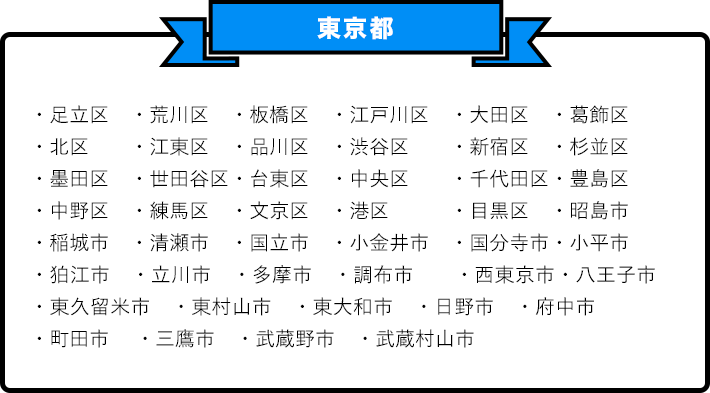 東京都
・足立区 ・荒川区 ・板橋区 ・江戸川区 ・大田区 ・葛飾区
・北区 ・江東区 ・品川区 ・渋谷区 ・新宿区 ・杉並区
・墨田区 ・世田谷区・台東区 ・中央区 ・千代田区・豊島区
・中野区 ・練馬区 ・文京区 ・港区 ・目黒区 ・昭島市
・稲城市 ・清瀬市 ・国立市 ・小金井市 ・国分寺市・小平市
・狛江市 ・立川市 ・多摩市 ・調布市 ・西東京市・八王子市
・東久留米市 ・東村山市 ・東大和市 ・日野市 ・府中市
・町田市 ・三鷹市 ・武蔵野市 ・武蔵村山市